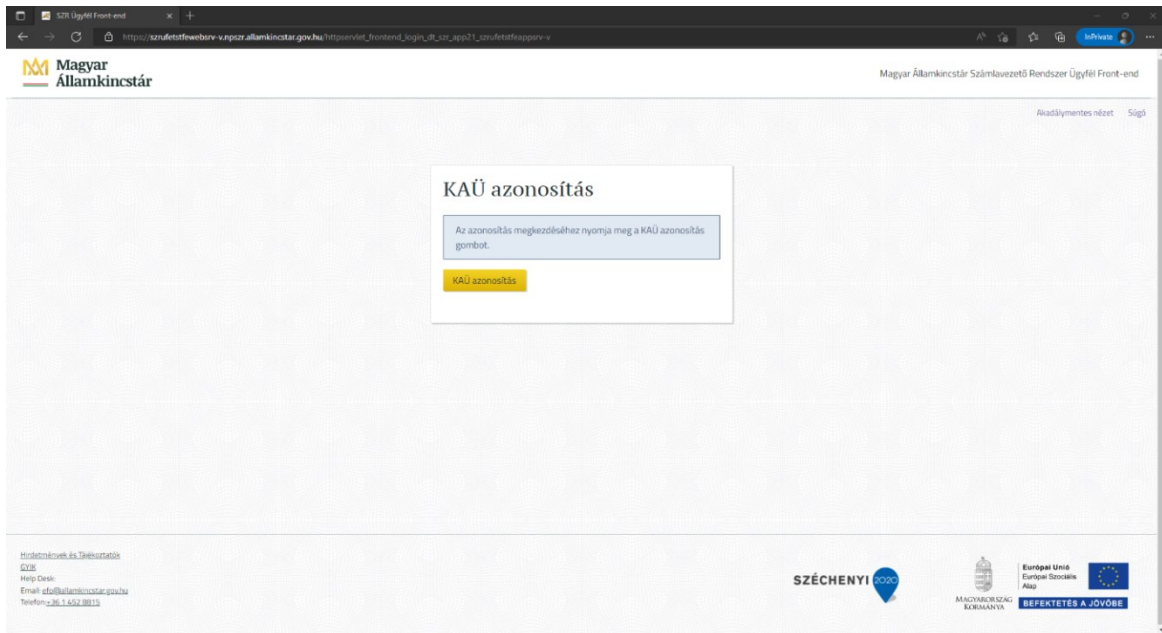 SZR Ügyfél Front-end
https://szrufetstfewebsrv-v.npszr.allamkincstar.gov.hu/httpservlet_frontend_login_dt_szr_app21_szrufetstfeappsrv-v
InPrivate
Magyar
Államkincstár
Magyar Államkincstár Számlavezető Rendszer Ügyfél Front-end
Akadálymentes nézet Súgó
KAÜ azonosítás
Az azonosítás megkezdéséhez nyomja meg a KAÜ azonosítás
gombot.
KAÜ azonosítás
Hirdetmények és Tájékoztatók
GYIK
Help Desk:
Email: efo@allamkincstar.gov.hu
Telefon:+36 1 452 8815
SZÉCHENYI 2020
MAGYARORSZÁG
KORMÁNYA
Európai Unió
Európai Szociális
Alap
BEFEKTETÉS A JÖVŐBE